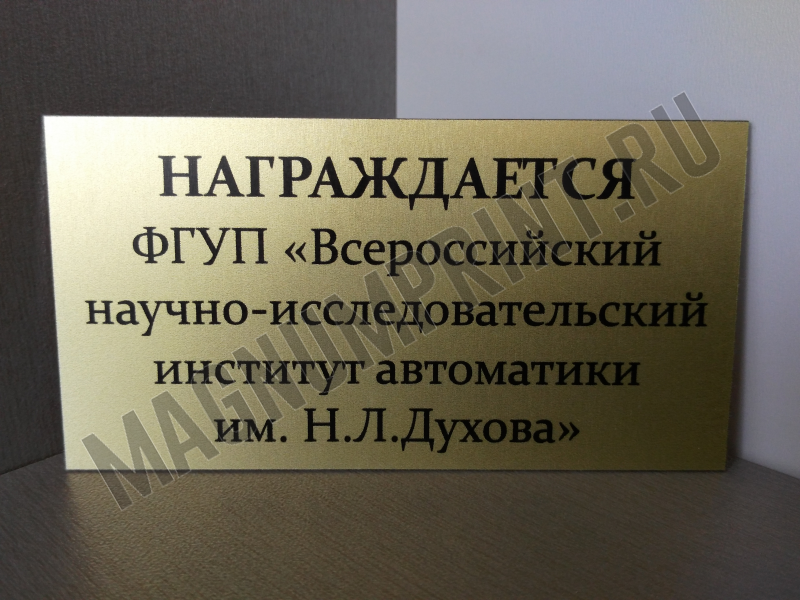 НАГРАЖДАЕТСЯ
ФГУП «Всероссийский
научно-исследовательский
институт автоматики
им. Н.Л.Духова»
MAGNUMPRINT.RU